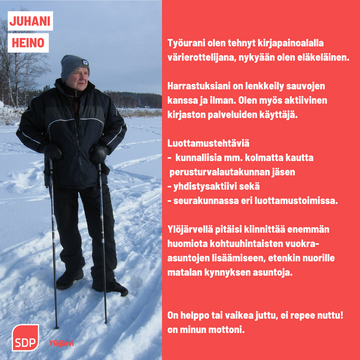 JUHANI
HEINO
Työurani olen tehnyt kirjapainoalalla
värierottelijana, nykyään olen eläkeläinen.
Harrastuksiani on lenkkeily sauvojen
kanssa ja ilman. Olen myös aktiivinen
kirjaston palveluiden käyttäjä.
Luottamustehtäviä
- kunnallisia mm. kolmatta kautta
perusturvalautakunnan jäsen
- yhdistysaktiivi sekä
- seurakunnassa eri luottamustoimissa.
Ylöjärvellä pitäisi kiinnittää enemmän
huomiota kohtuuhintaisten vuokra-
asuntojen lisäämiseen, etenkin nuorille
matalan kynnyksen asuntoja.
On helppo tai vaikea juttu, ei repee nuttu!
on minun mottoni.
SDP